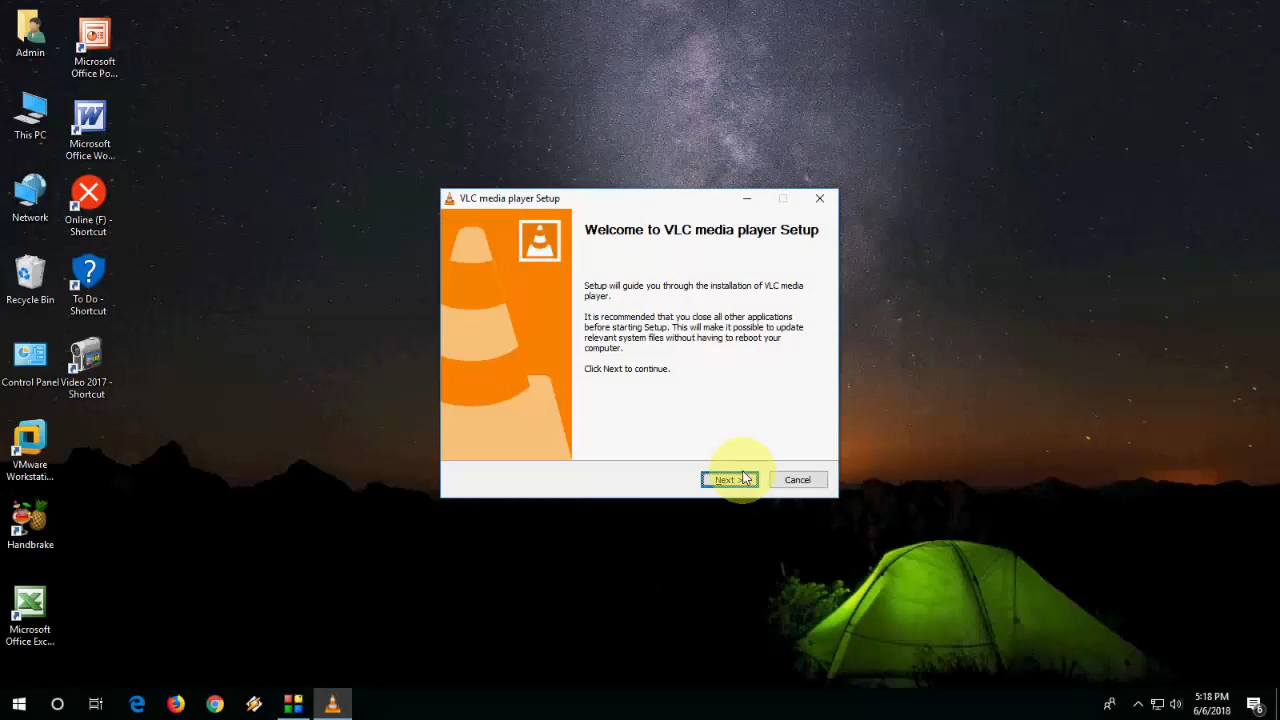 Admin
Microsoft
Office Po...
This PC
Microsoft
Office Wo...
Network
Online (F) -
Shortcut
Recycle Bin
To Do -
Shortcut
Control Panel
Video 2017 -
Shortcut
VMware
Workstati...
Handbrake
Microsoft
Office Exc...
VLC media player Setup
Welcome to VLC media player Setup
Setup will guide you through the installation of VLC media
player.
It is recommended that you close all other applications
before starting Setup. This will make it possible to update
relevant system files without having to reboot your
computer.
Click Next to continue.
Next >
Cancel
5:18 PM
6/6/2018
6